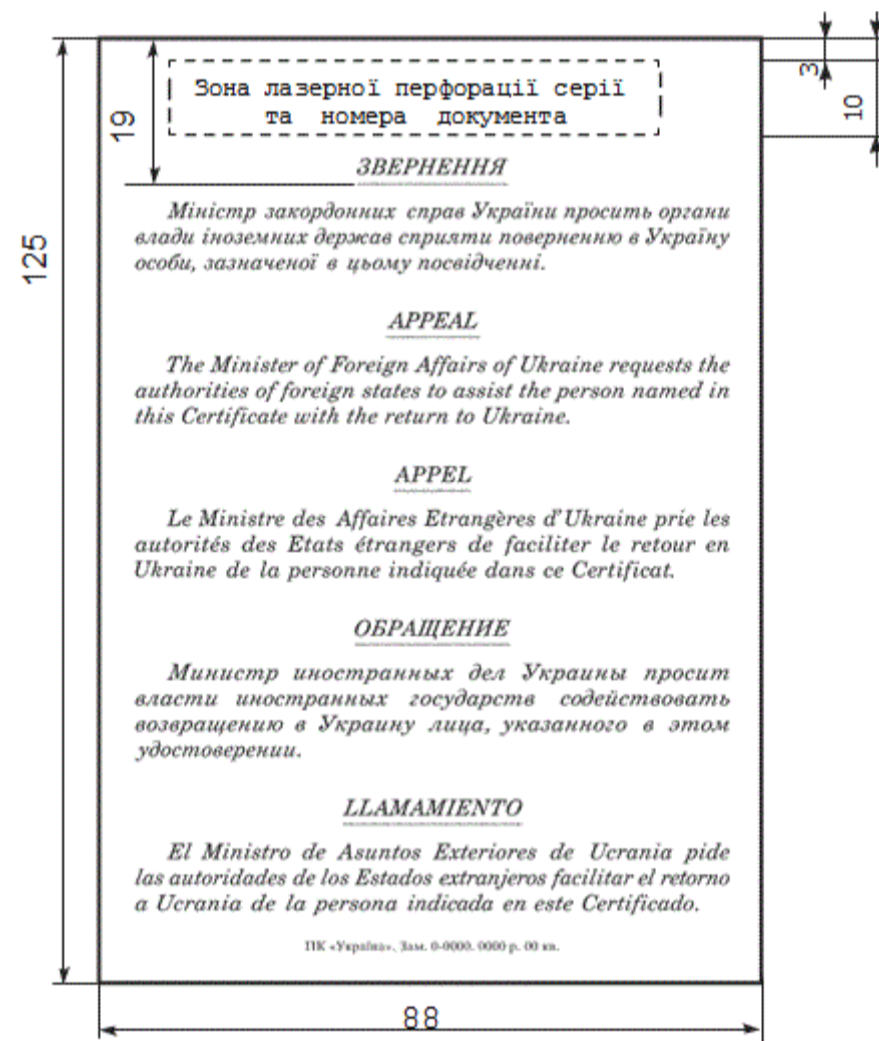 3
10
19
125
Зона лазерної перфорації серії
та номера документа
ЗВЕРНЕННЯ
Міністр закордонних справ України просить органи
влади іноземних держав сприяти поверненню в Україну
особи, зазначеної в цьому посвідченні.
APPEAL
The Minister of Foreign Affairs of Ukraine requests the
authorities of foreign states to assist the person named in
this Certificate with the return to Ukraine.
APPEL
Le Ministre des Affaires Etrangères d'Ukraine prie les
autorités des Etats étrangers de faciliter le retour en
Ukraine de la personne indiquée dans ce Certificat.
ОБРАЩЕНИЕ
Министр иностранных дел Украины просит
власти иностранных государств содействовать
возвращению в Украину лица, указанного в этом
удостоверении.
LLAMAMIENTO
El Ministro de Asuntos Exteriores de Ucrania pide
las autoridades de los Estados extranjeros facilitar el retorno
a Ucrania de la persona indicada en este Certificado.
ПК «Україна». Зам. 0-0000. 0000 р. 00 кв.
88